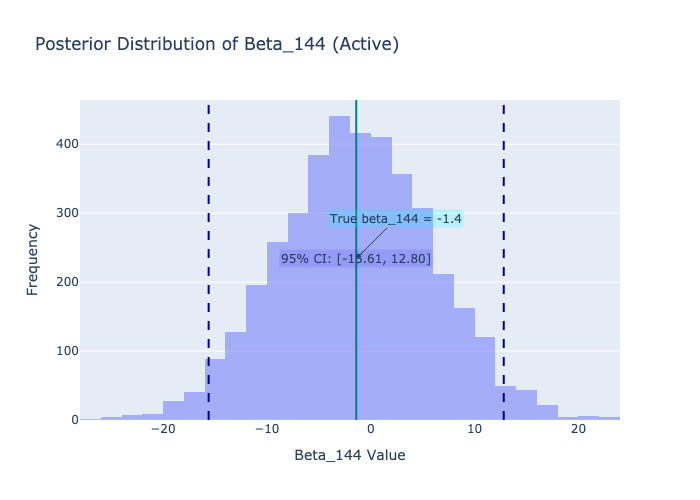 Posterior Distribution of Beta_144 (Active)
Frequency
400
300
200
100
0
True beta_144 = -1.4
95% CI: [-15.61, 12.80]
−20
−10
0
10
20
Beta_144 Value